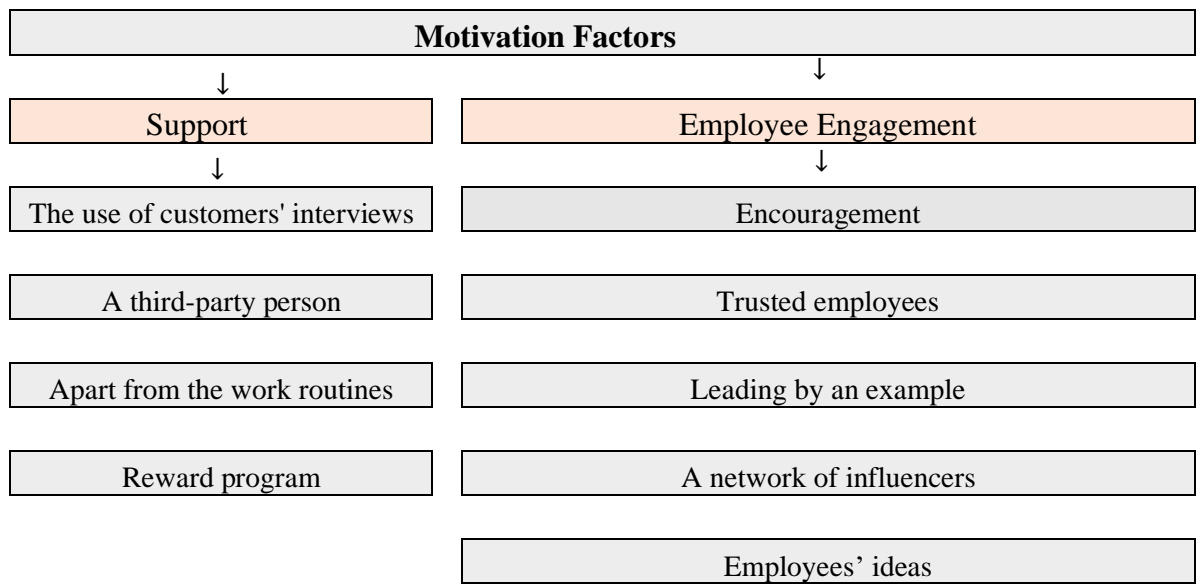 Motivation Factors
↓
↓
Support
Employee Engagement
↓
↓
The use of customers' interviews
Encouragement
A third-party person
Trusted employees
Apart from the work routines
Leading by an example
Reward program
A network of influencers
Employees’ ideas